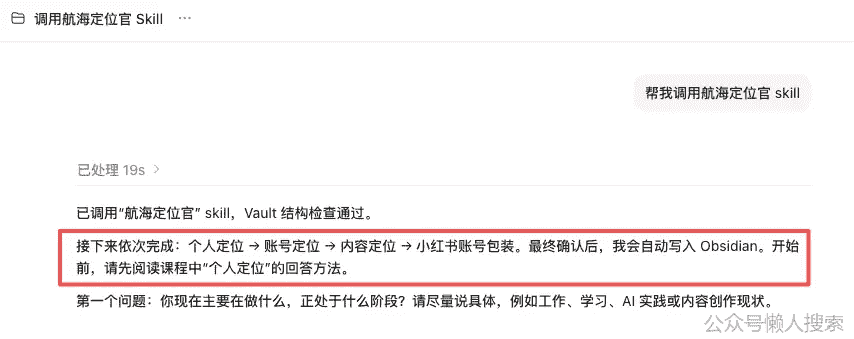 调用航海定位官 Skill ···
帮我调用航海定位官 skill
已处理 19s >
已调用“航海定位官” skill，Vault 结构检查通过。
接下来依次完成：个人定位 → 账号定位 → 内容定位 → 小红书账号包装。最终确认后，我会自动写入 Obsidian。开始
前，请先阅读课程中“个人定位”的回答方法。
第一个问题：你现在主要在做什么，正处于什么阶段？请尽量说具体，例如工作、学习、AI 实践或内容创作现状。
公众号懒人搜索